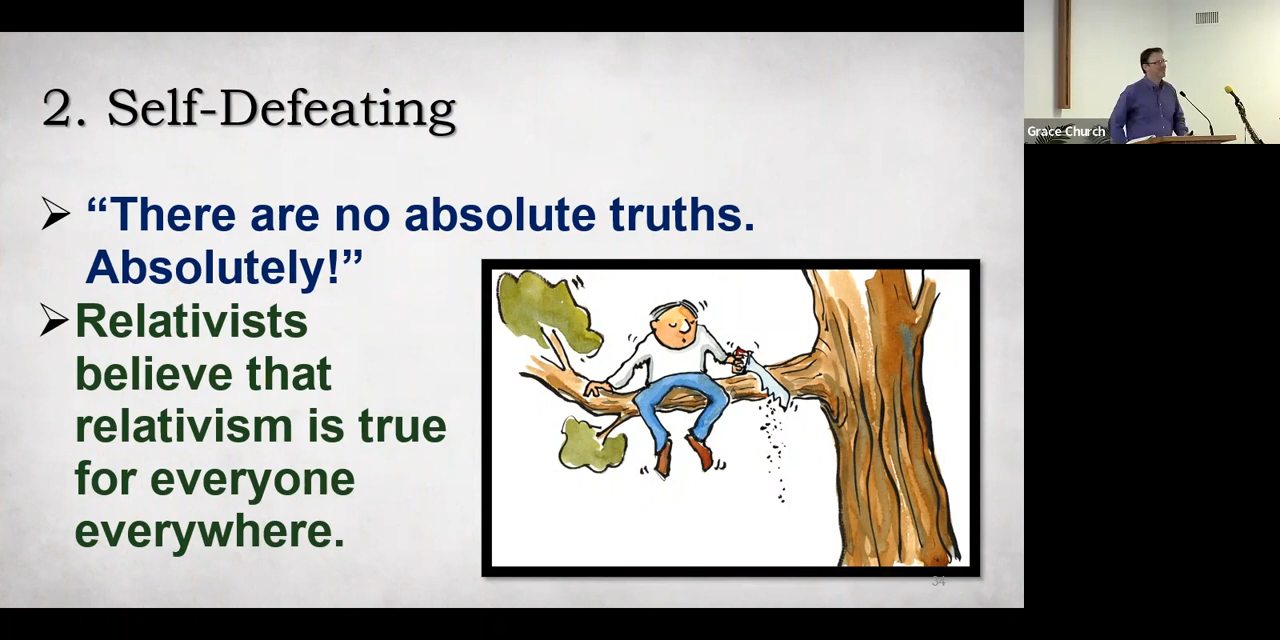 2. Self-Defeating
➢ “There are no absolute truths.
Absolutely!”
➢ Relativists
believe that
relativism is true
for everyone
everywhere.
34
Grace Church